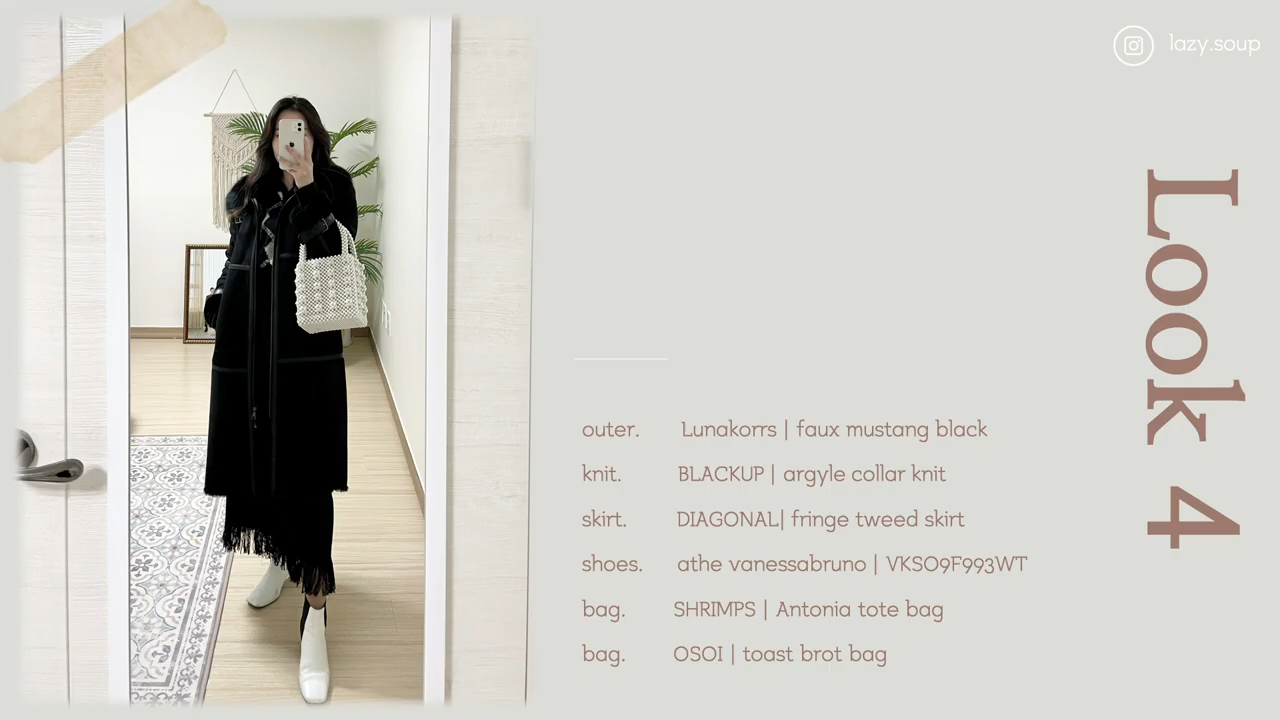 lazy.soup
Look 4
outer. Lunakorrs | faux mustang black
knit. BLACKUP | argyle collar knit
skirt. DIAGONAL| fringe tweed skirt
shoes. athe vanessabruno | VKSO9F993WT
bag. SHRIMPS | Antonia tote bag
bag. OSOI | toast brot bag